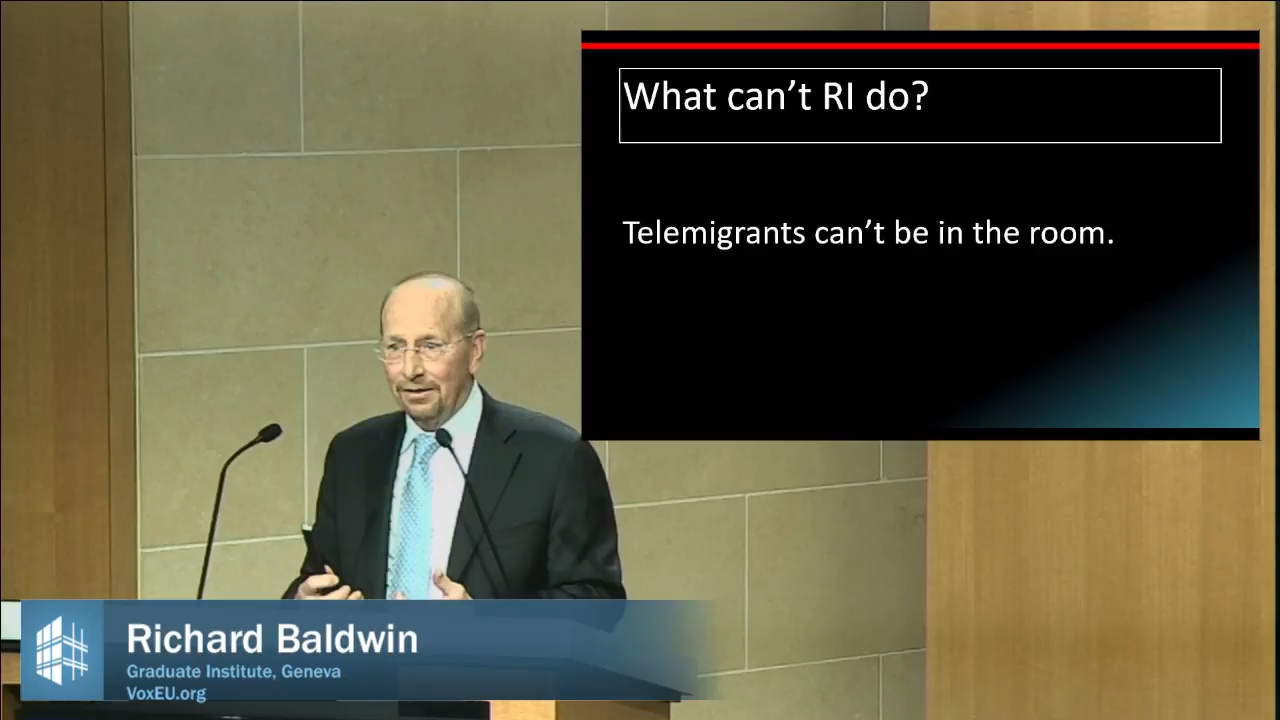 What can’t RI do?
Telemigrants can’t be in the room.
Richard Baldwin
Graduate Institute, Geneva
VoxEU.org